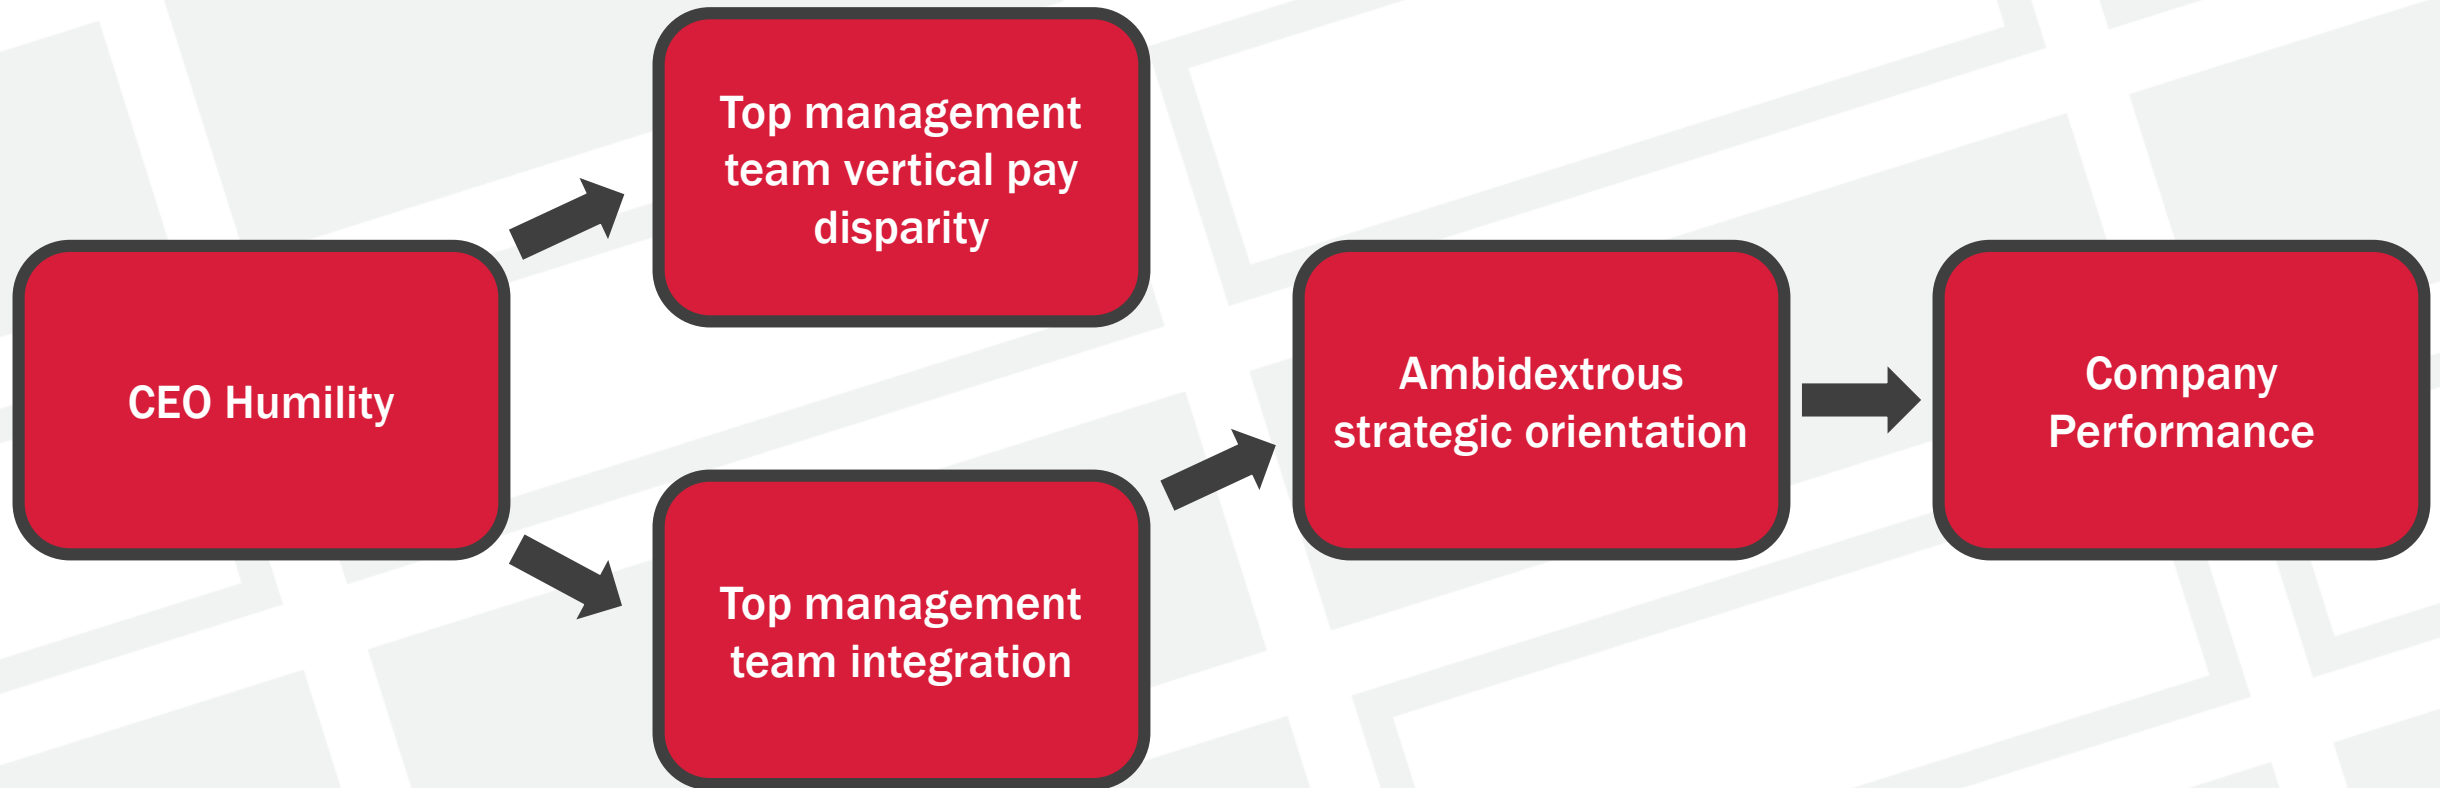 Top management
team vertical pay
disparity
CEO Humility
Top management
team integration
Ambidextrous
strategic orientation
Company
Performance